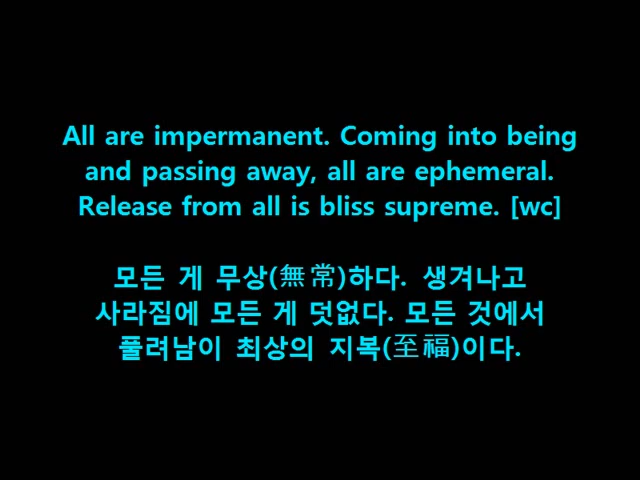 All are impermanent. Coming into being
and passing away, all are ephemeral.
Release from all is bliss supreme. [wc]
모든 게 무상(無常)하다. 생겨나고
사라짐에 모든 게 덧없다. 모든 것에서
풀려남이 최상의 지복(至福)이다.